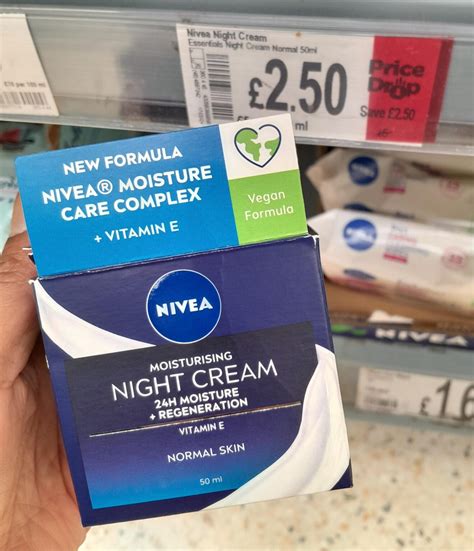 Nivea Night Cream
Essentials Night Cream Normal 50ml
£2.50
Price
Drop
Save £2.50
NEW FORMULA
NIVEA® MOISTURE
CARE COMPLEX
+ VITAMIN E
Vegan
Formula
NIVEA
MOISTURISING
NIGHT CREAM
24H MOISTURE
+ REGENERATION
VITAMIN E
NORMAL SKIN
50 ml
NIVEA